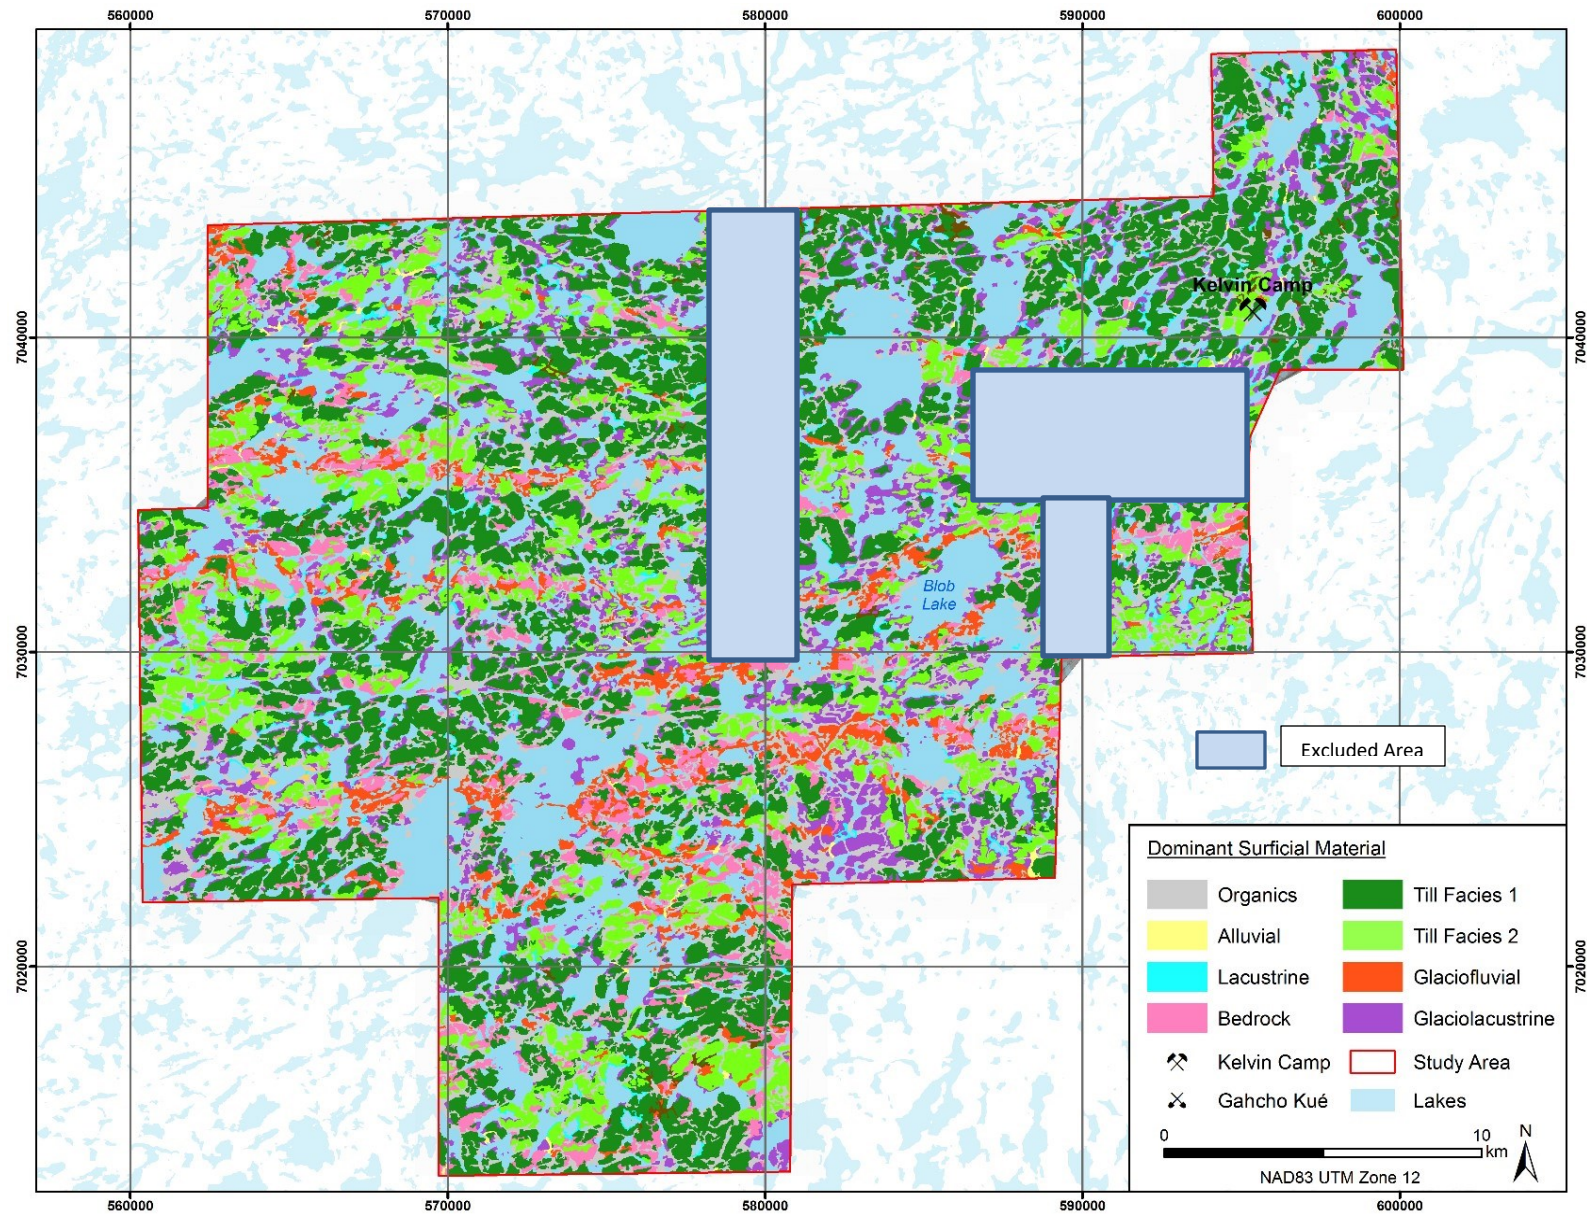 560000 570000 580000 590000 600000
Kelvin Camp
7040000 7040000
Blob
Lake
7030000 7030000
Excluded Area
Dominant Surficial Material
Organics Till Facies 1
Alluvial Till Facies 2
Lacustrine Glaciofluvial
Bedrock Glaciolacustrine
Kelvin Camp Study Area
Gahcho Kué Lakes
7020000 7020000
0 10
km
N
NAD83 UTM Zone 12
560000 570000 580000 590000 600000